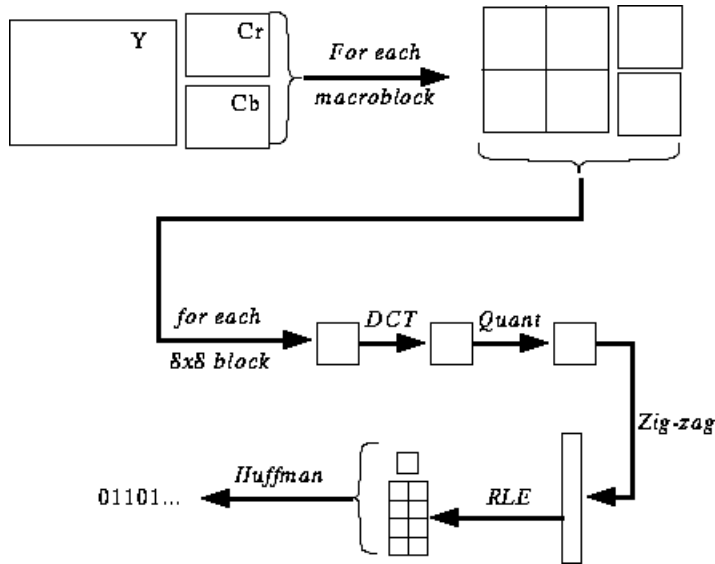 Y
Cr
Cb
For each
macroblock
for each
8x8 block
DCT
Quant
Zig-zag
RLE
Huffman
01101...